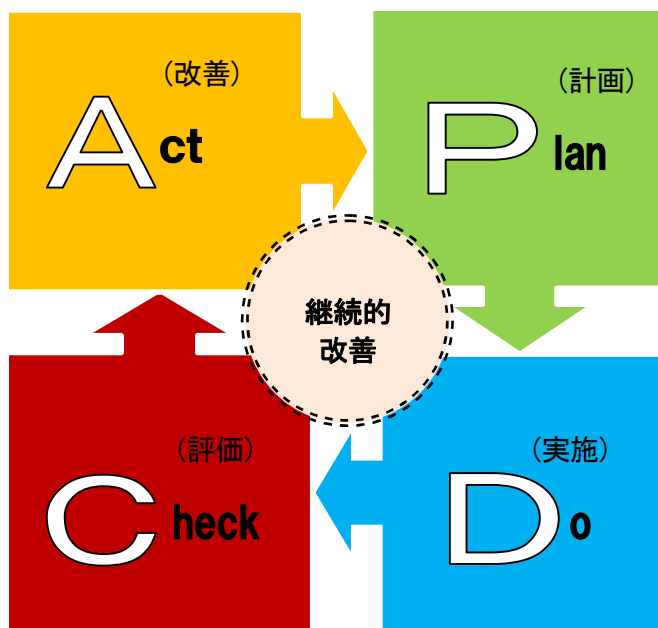 （改善）
Act
（計画）
Plan
継続的
改善
（評価）
Check
（実施）
Do